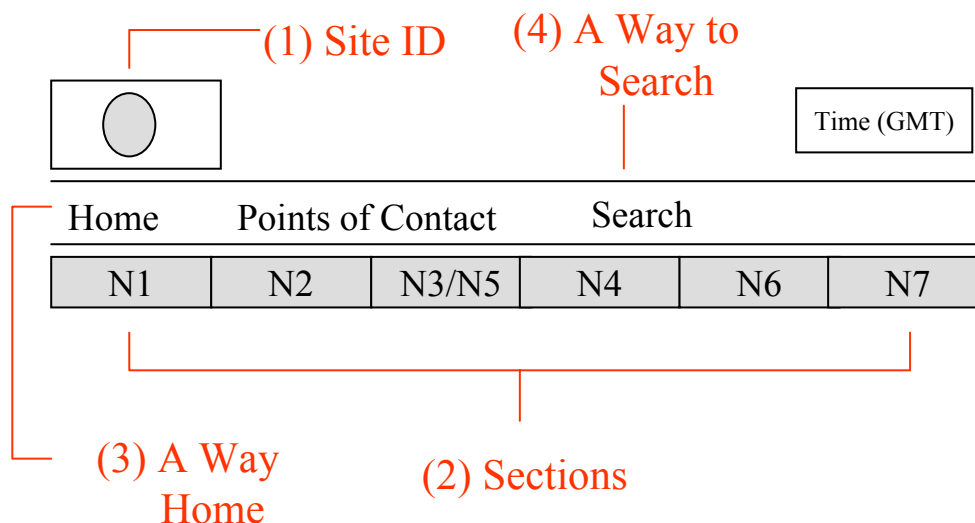 (1) Site ID
(4) A Way to
Search
Time (GMT)
Home Points of Contact Search
N1 N2 N3/N5 N4 N6 N7
(3) A Way
Home
(2) Sections